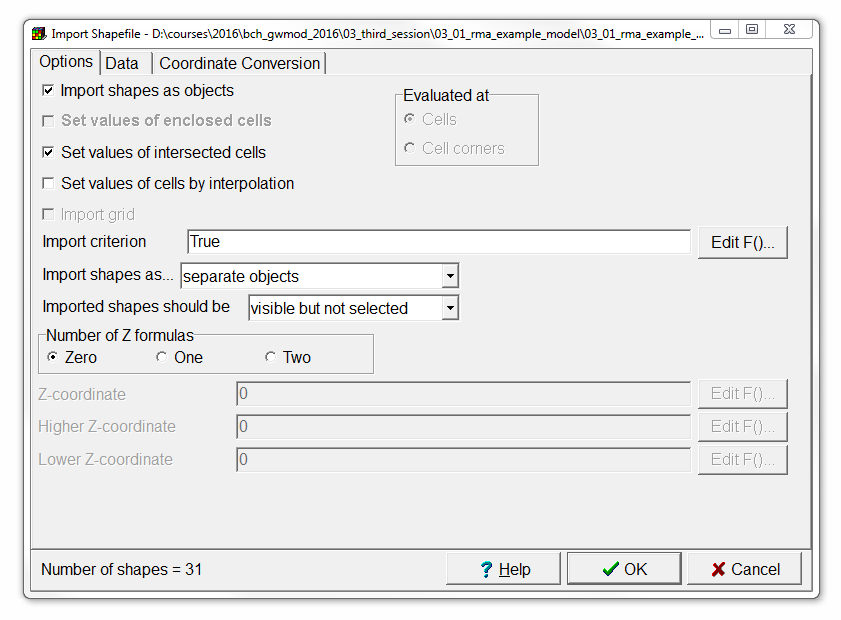 Import Shapefile - D:\courses\2016\bch_gwmod_2016\03_third_session\03_01_rma_example_model\03_01_rma_example_...
Options Data Coordinate Conversion
Import shapes as objects
Evaluated at
Set values of enclosed cells
Cells
Set values of intersected cells
Cell corners
Set values of cells by interpolation
Import grid
Import criterion True Edit F()...
Import shapes as... separate objects
Imported shapes should be visible but not selected
Number of Z formulas
Zero One Two
Z-coordinate 0 Edit F()...
Higher Z-coordinate 0 Edit F()...
Lower Z-coordinate 0 Edit F()...
Number of shapes = 31 ? Help OK Cancel